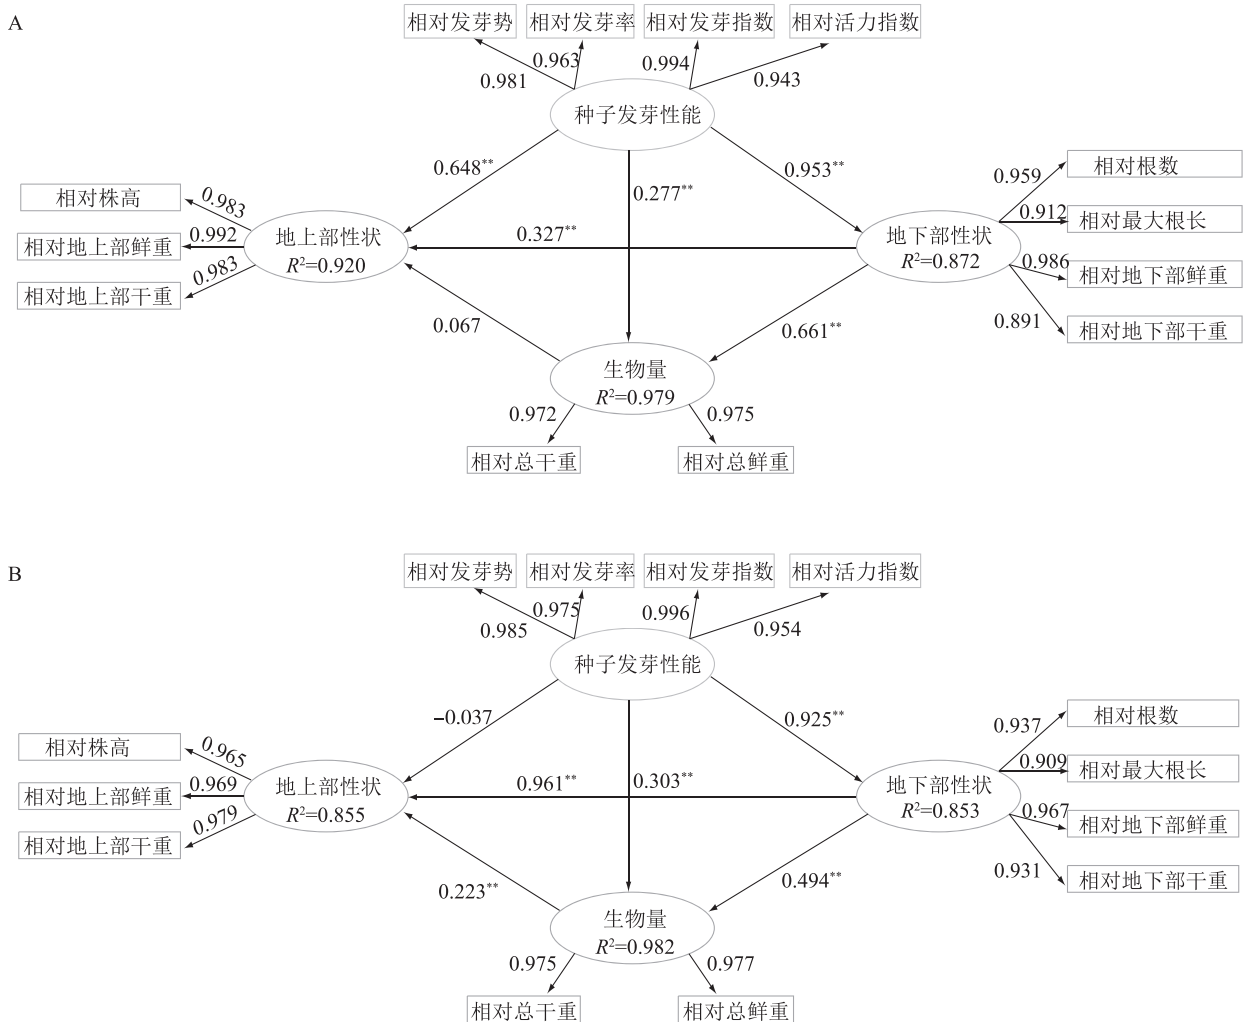 A
相对发芽势
相对发芽率
相对发芽指数
相对活力指数
0.981
0.963
0.994
0.943
种子发芽性能
0.648**
0.277**
0.953**
0.327**
相对株高
相对地上部鲜重
相对地上部干重
0.983
0.992
0.983
地上部性状
R²=0.920
地下部性状
R²=0.872
0.959
0.912
0.986
0.891
相对根数
相对最大根长
相对地下部鲜重
相对地下部干重
0.067
0.661**
生物量
R²=0.979
0.972
0.975
相对总干重
相对总鲜重
B
相对发芽势
相对发芽率
相对发芽指数
相对活力指数
0.985
0.975
0.996
0.954
种子发芽性能
−0.037
0.303**
0.925**
0.961**
相对株高
相对地上部鲜重
相对地上部干重
0.965
0.969
0.979
地上部性状
R²=0.855
地下部性状
R²=0.853
0.937
0.909
0.967
0.931
相对根数
相对最大根长
相对地下部鲜重
相对地下部干重
0.223**
0.494**
生物量
R²=0.982
0.975
0.977
相对总干重
相对总鲜重